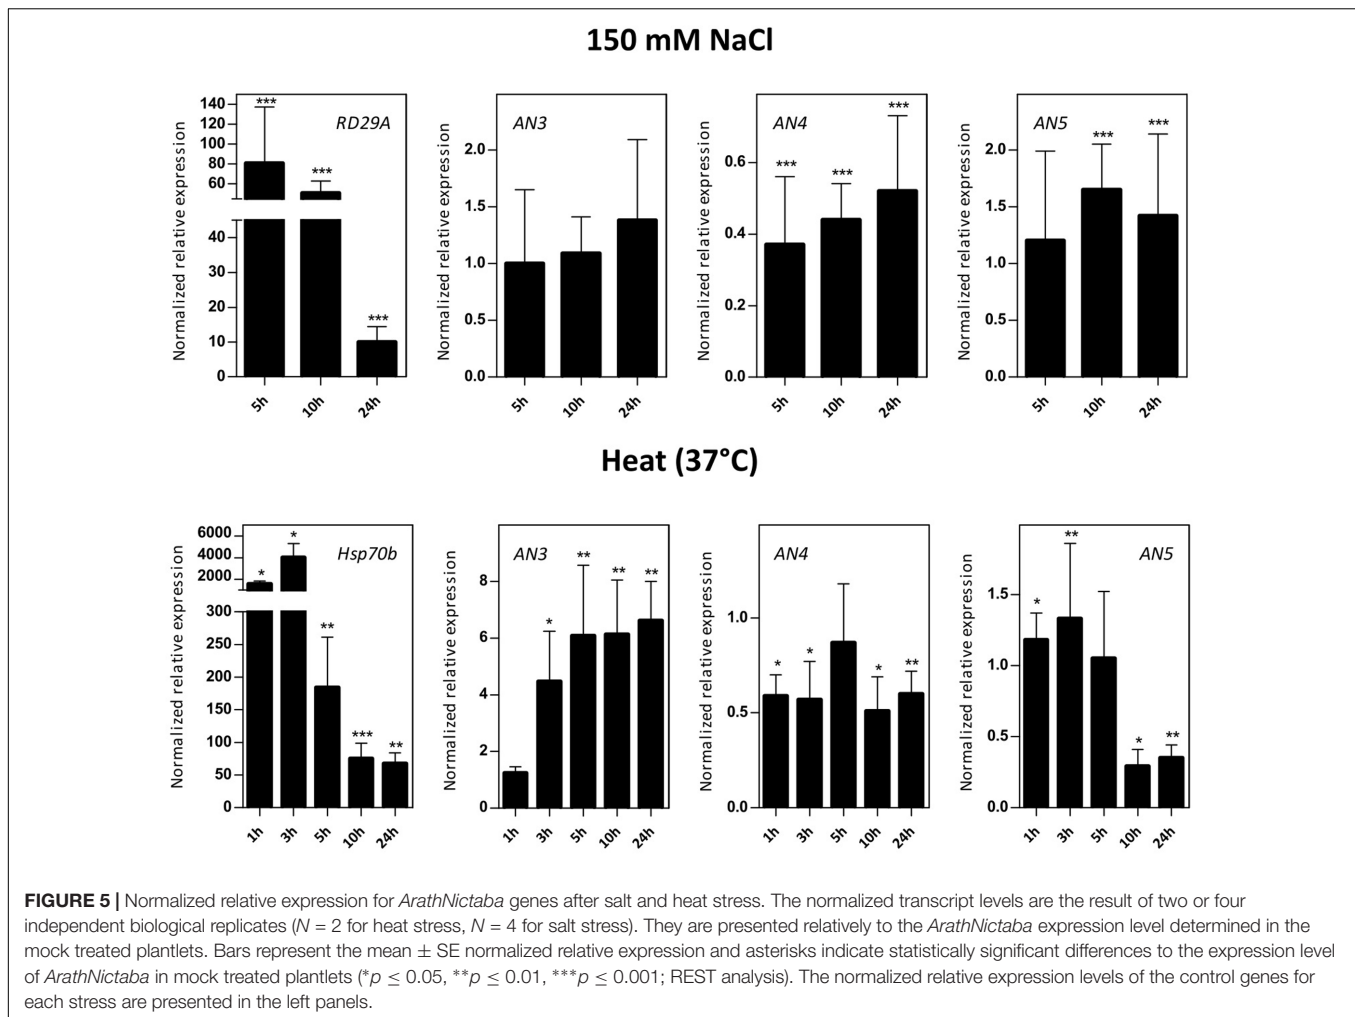 150 mM NaCl
Normalized relative expression
140
120
100
80
60
40
30
20
10
0
RD29A
***
***
***
5h
10h
24h
Normalized relative expression
2.0
1.5
1.0
0.5
0.0
AN3
5h
10h
24h
Normalized relative expression
0.6
0.4
0.2
0.0
AN4
***
***
***
5h
10h
24h
Normalized relative expression
2.0
1.5
1.0
0.5
0.0
AN5
***
***
5h
10h
24h
Heat (37°C)
Normalized relative expression
6000
4000
2000
300
250
200
150
100
50
0
Hsp70b
*
*
**
***
**
1h
3h
5h
10h
24h
Normalized relative expression
8
6
4
2
0
AN3
*
**
**
**
1h
3h
5h
10h
24h
Normalized relative expression
1.0
0.5
0.0
AN4
*
*
*
**
1h
3h
5h
10h
24h
Normalized relative expression
1.5
1.0
0.5
0.0
AN5
*
**
*
**
1h
3h
5h
10h
24h
FIGURE 5 | Normalized relative expression for ArathNictaba genes after salt and heat stress. The normalized transcript levels are the result of two or four
independent biological replicates (N = 2 for heat stress, N = 4 for salt stress). They are presented relatively to the ArathNictaba expression level determined in the
mock treated plantlets. Bars represent the mean ± SE normalized relative expression and asterisks indicate statistically significant differences to the expression level
of ArathNictaba in mock treated plantlets (*p ≤ 0.05, **p ≤ 0.01, ***p ≤ 0.001; REST analysis). The normalized relative expression levels of the control genes for
each stress are presented in the left panels.